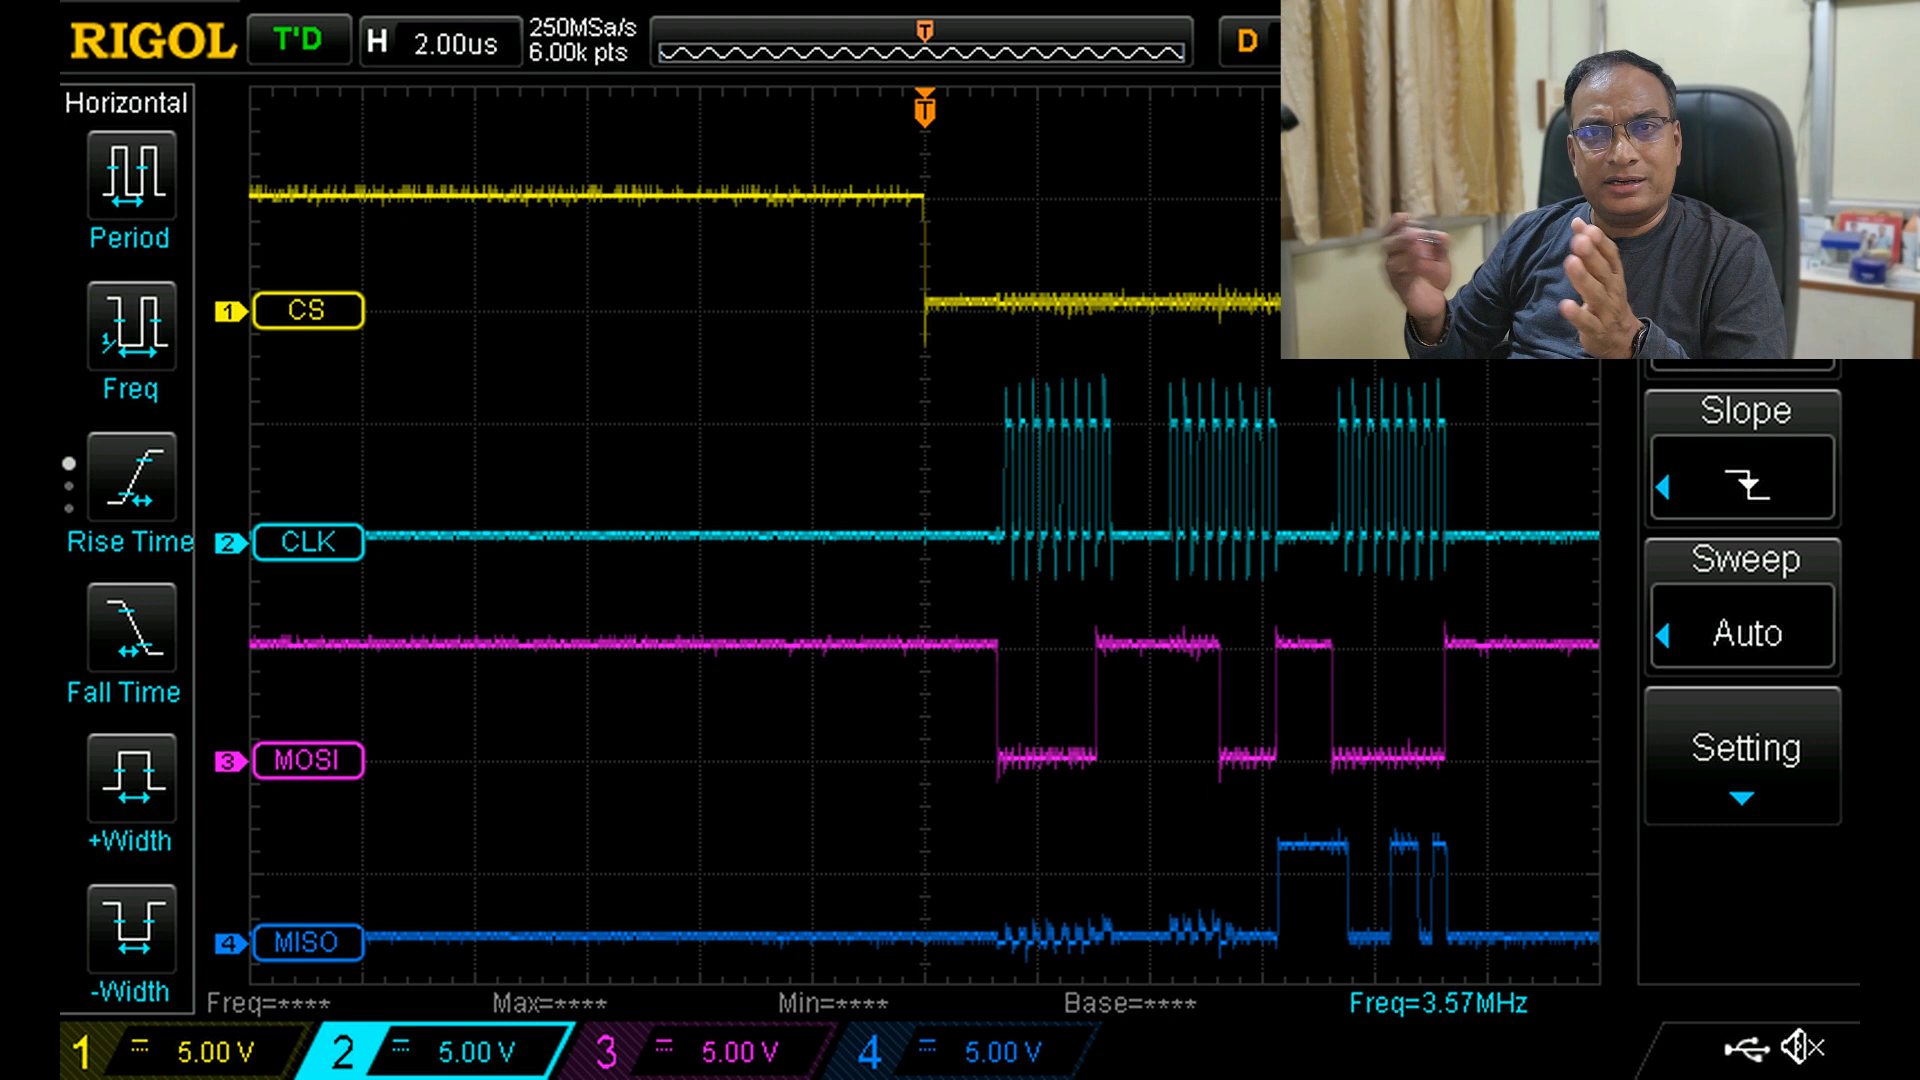 RIGOL T'D H 2.00us 250MSa/s
6.00k pts
T
D
Horizontal
T
Period
1 CS
Freq
Slope
Rise Time
2 CLK
Sweep
Auto
Fall Time
3 MOSI
Setting
+Width
4 MISO
-Width
Freq=**** Max=**** Min=**** Base=**** Freq=3.57MHz
1 5.00 V 2 5.00 V 3 5.00 V 4 5.00 V